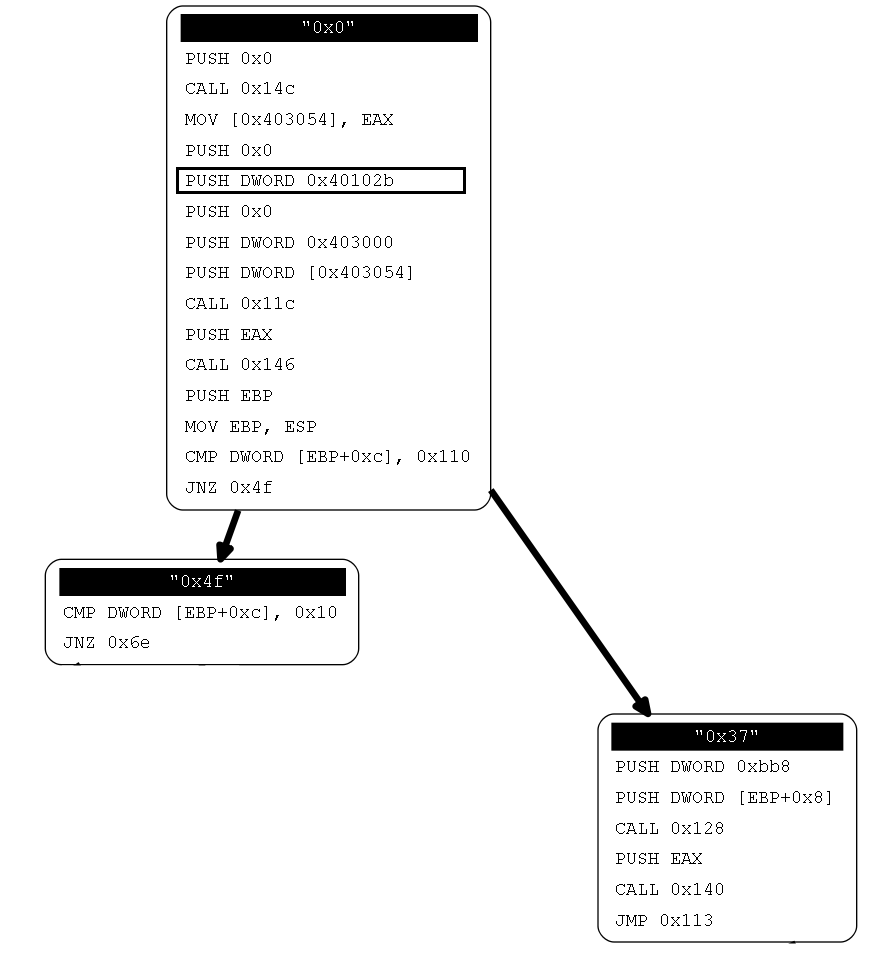 "0x0"
PUSH 0x0
CALL 0x14c
MOV [0x403054], EAX
PUSH 0x0
PUSH DWORD 0x40102b
PUSH 0x0
PUSH DWORD 0x403000
PUSH DWORD [0x403054]
CALL 0x11c
PUSH EAX
CALL 0x146
PUSH EBP
MOV EBP, ESP
CMP DWORD [EBP+0xc], 0x110
JNZ 0x4f
"0x4f"
CMP DWORD [EBP+0xc], 0x10
JNZ 0x6e
"0x37"
PUSH DWORD 0xbb8
PUSH DWORD [EBP+0x8]
CALL 0x128
PUSH EAX
CALL 0x140
JMP 0x113